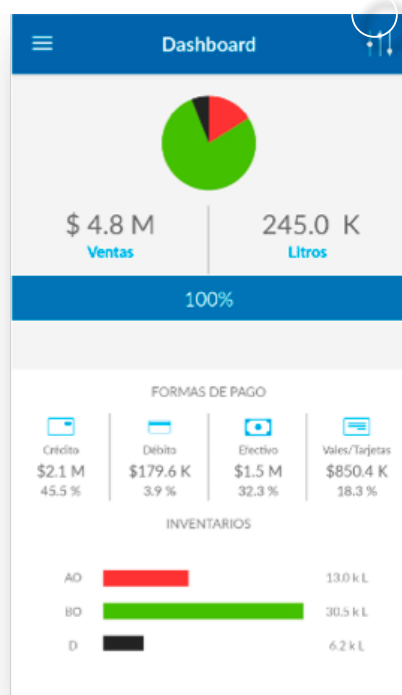 Dashboard
$ 4.8 M 245.0 K
Ventas Litros
100%
FORMAS DE PAGO
Crédito Débito Efectivo Vales/Tarjetas
$2.1 M $179.6 K $1.5 M $850.4 K
45.5 % 3.9 % 32.3 % 18.3 %
INVENTARIOS
AO 13.0 k L
BO 30.5 k L
D 6.2 k L